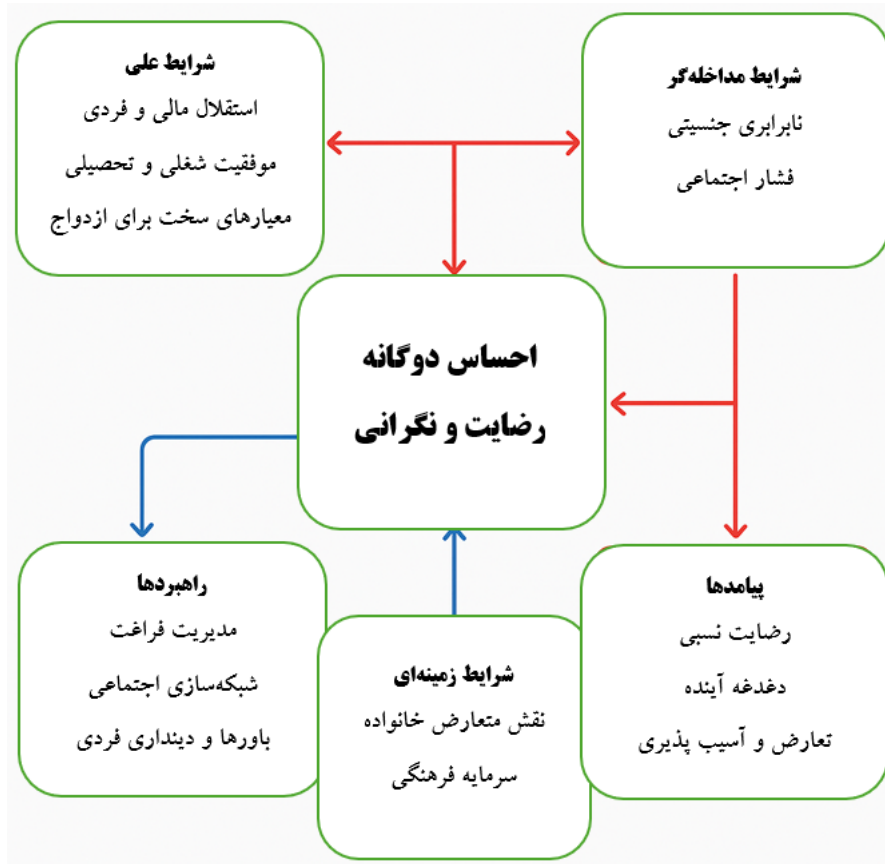 شرایط مداخله‌گر
نابرابری جنسیتی
فشار اجتماعی
شرایط علی
استقلال مالی و فردی
موفقیت شغلی و تحصیلی
معیارهای سخت برای ازدواج
احساس دوگانه
رضایت و نگرانی
پیامدها
رضایت نسبی
دغدغه آینده
تعارض و آسیب پذیری
شرایط زمینه‌ای
نقش متعارض خانواده
سرمایه فرهنگی
راهبردها
مدیریت فراغت
شبکه‌سازی اجتماعی
باورها و دینداری فردی